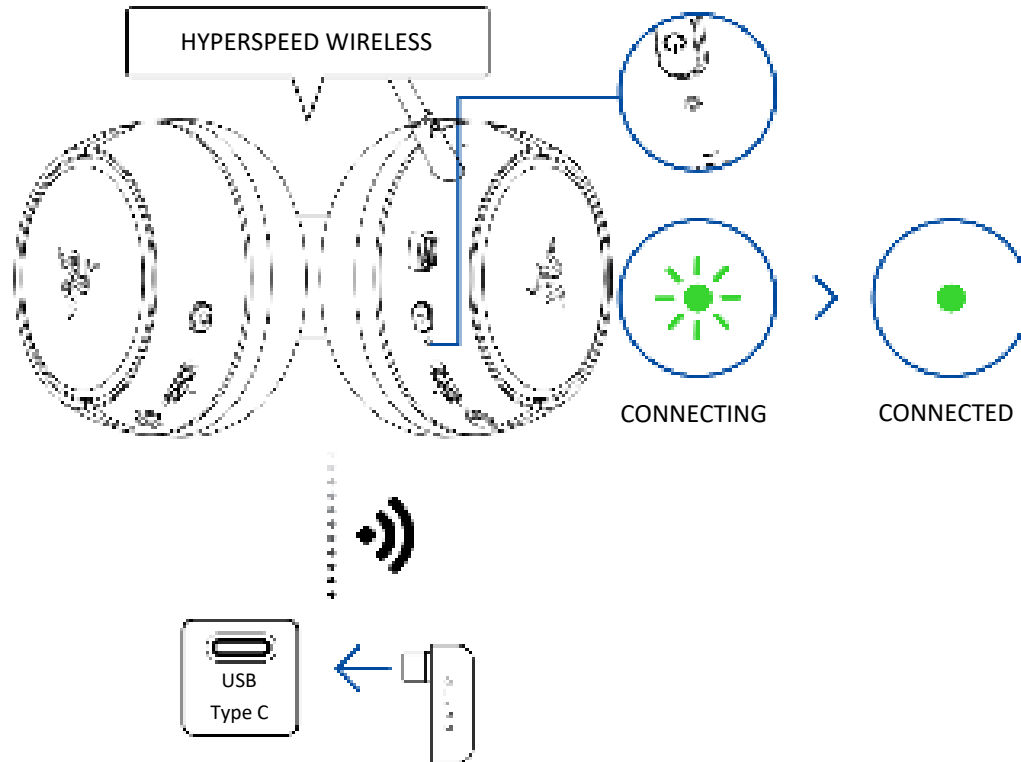 HYPERSPEED WIRELESS
CONNECTING
CONNECTED
USB
Type C